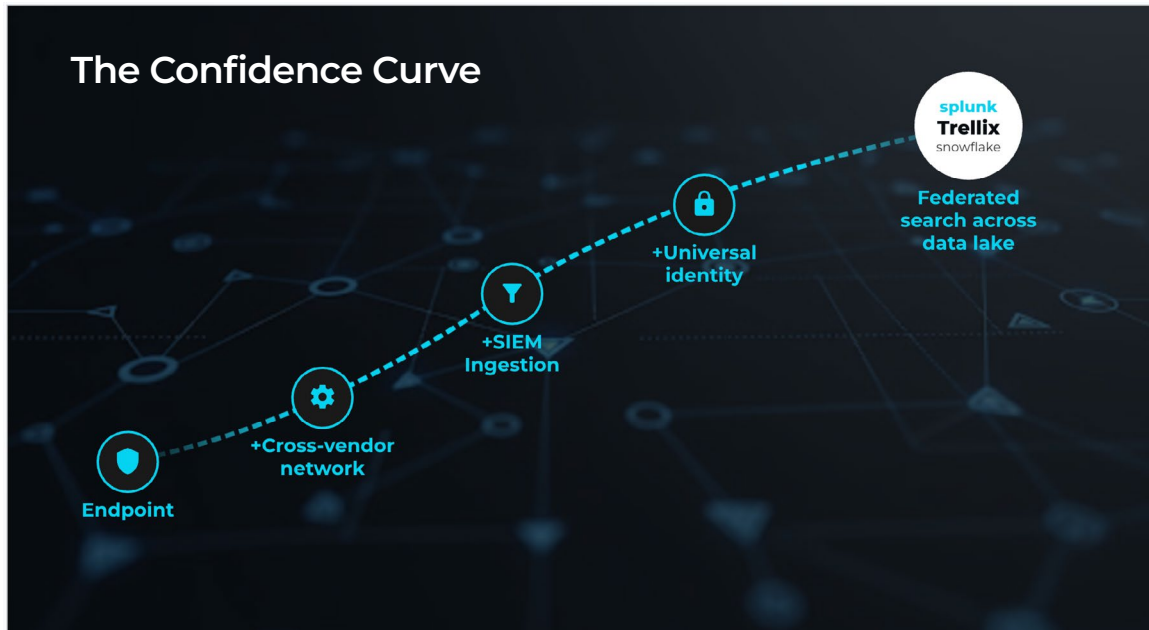 The Confidence Curve
splunk
Trellix
snowflake
Federated
search across
data lake
+Universal
identity
+SIEM
Ingestion
+Cross-vendor
network
Endpoint